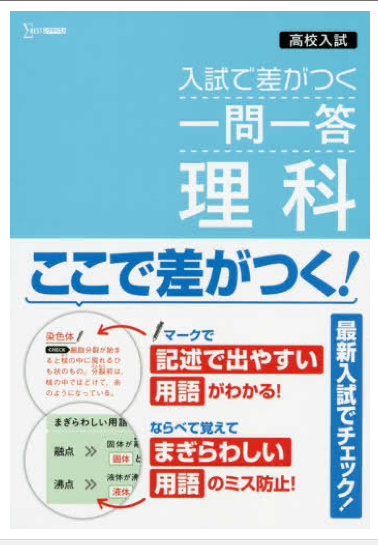 ΣBEST
高校入試
入試で差がつく
一問一答
理科
ここで差がつく!
染色体
CHECK 細胞分裂が始ま
ると核の中に現れるひ
も状のもの。分裂前は,
核の中ではどけて, 糸
のようになっている。
マークで
記述で出やすい
用語がわかる!
まぎらわしい用語
融点 ≫ 固体が
固体 と
沸点 ≫ 液体が沸
液体
ならべて覚えて
まぎらわしい
用語のミス防止!
最新入試でチェック!